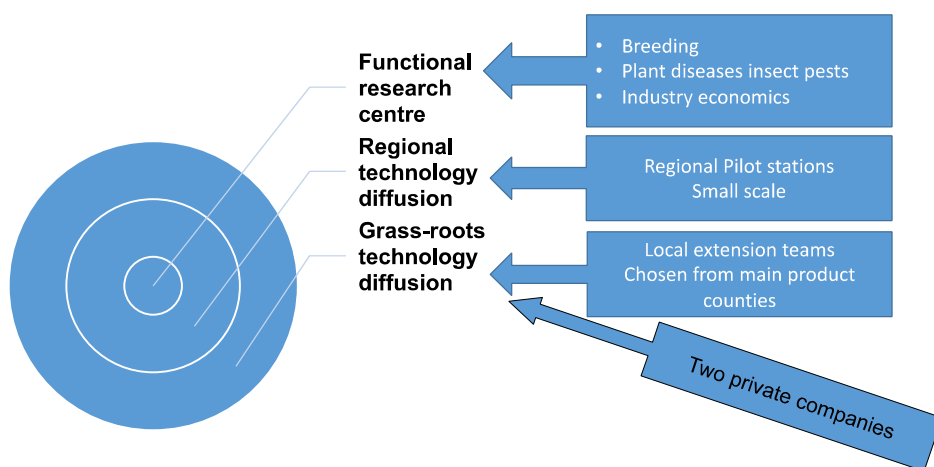 Functional
research
centre
• Breeding
• Plant diseases insect pests
• Industry economics
Regional
technology
diffusion
Regional Pilot stations
Small scale
Grass-roots
technology
diffusion
Local extension teams
Chosen from main product
counties
Two private companies